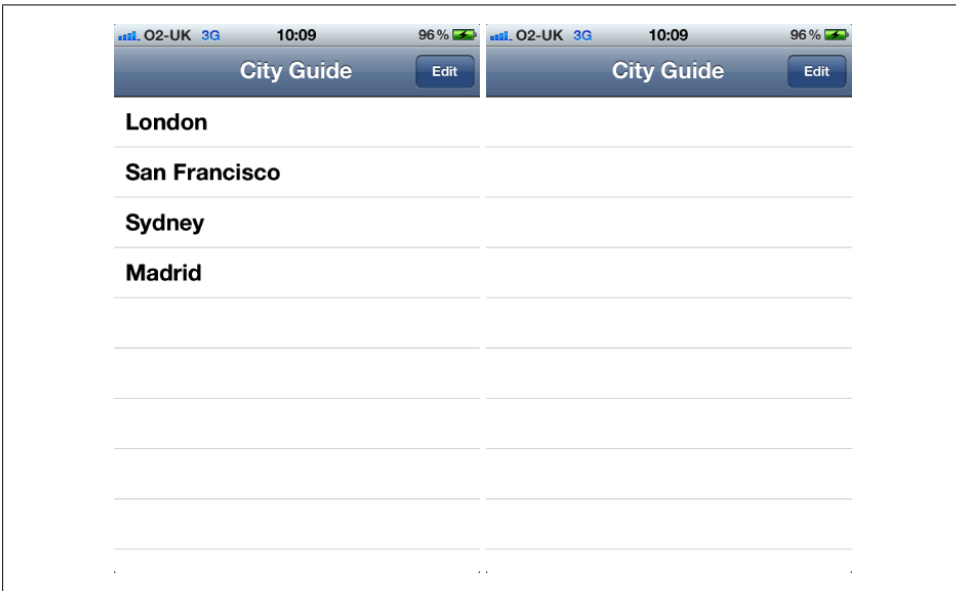 O2-UK 3G 10:09 96%
City Guide Edit
London
San Francisco
Sydney
Madrid
O2-UK 3G 10:09 96%
City Guide Edit